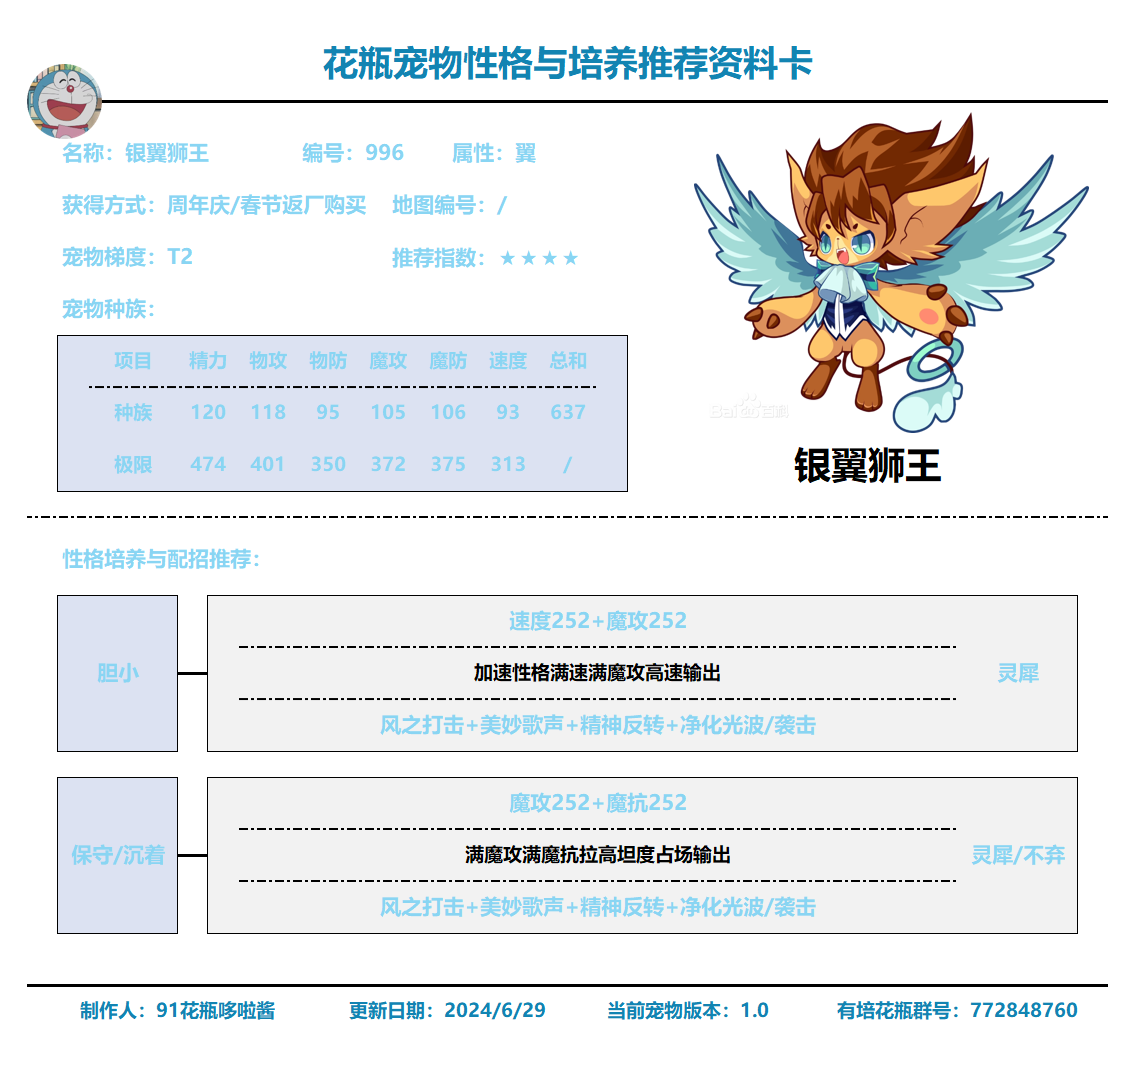 花瓶宠物性格与培养推荐资料卡
名称：银翼狮王 编号：996 属性：翼
获得方式：周年庆/春节返厂购买 地图编号：/
宠物梯度：T2 推荐指数：★★★★
宠物种族：
项目 精力 物攻 物防 魔攻 魔防 速度 总和
种族 120 118 95 105 106 93 637
极限 474 401 350 372 375 313 /
Bai百科
银翼狮王
性格培养与配招推荐：
胆小
速度252+魔攻252
加速性格满速满魔攻高速输出
风之打击+美妙歌声+精神反转+净化光波/袭击
灵犀
保守/沉着
魔攻252+魔抗252
满魔攻满魔抗拉高坦度占场输出
风之打击+美妙歌声+精神反转+净化光波/袭击
灵犀/不弃
制作人：91花瓶哆啦酱 更新日期：2024/6/29 当前宠物版本：1.0 有培花瓶群号：772848760